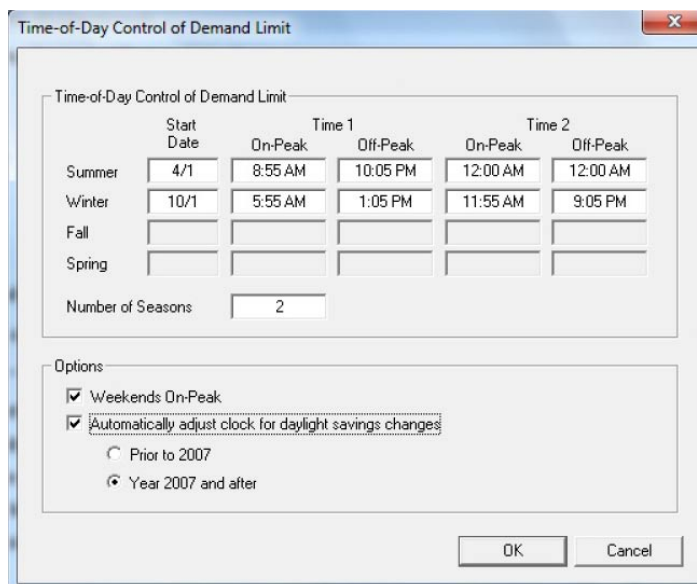 Time-of-Day Control of Demand Limit
x
Time-of-Day Control of Demand Limit
Start Date Time 1 Time 2
On-Peak Off-Peak On-Peak Off-Peak
Summer 4/1 8:55 AM 10:05 PM 12:00 AM 12:00 AM
Winter 10/1 5:55 AM 1:05 PM 11:55 AM 9:05 PM
Fall
Spring
Number of Seasons 2
Options
Weekends On-Peak
Automatically adjust clock for daylight savings changes
Prior to 2007
Year 2007 and after
OK Cancel